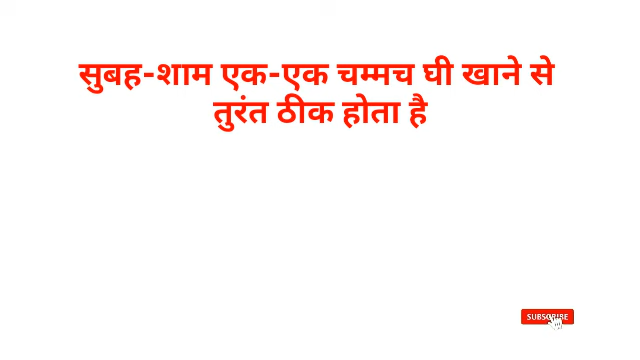 सुबह-शाम एक-एक चम्मच घी खाने से
तुरंत ठीक होता है
SUBSCRIBE